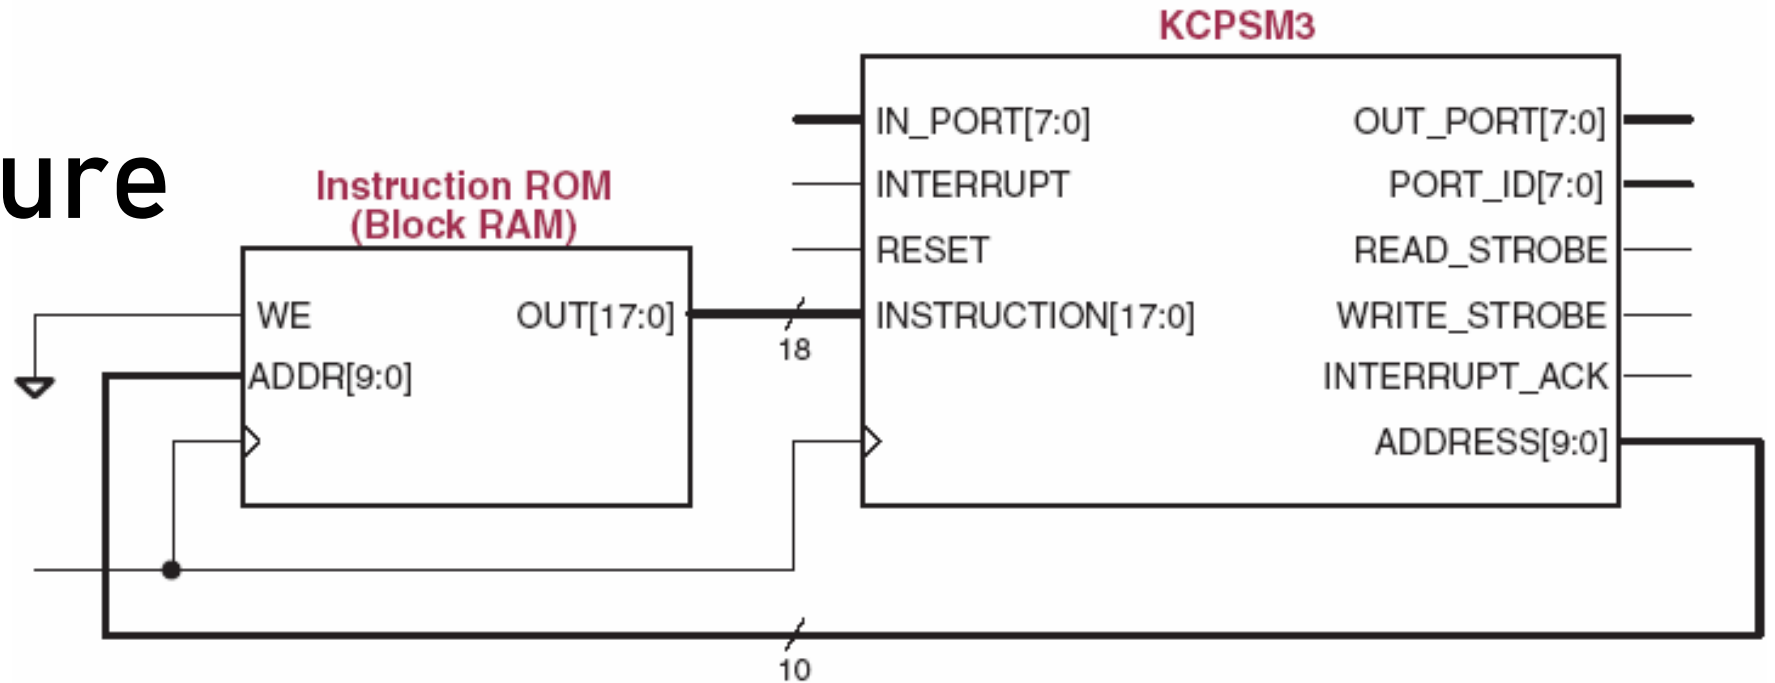 KCPSM3
IN_PORT[7:0]
OUT_PORT[7:0]
ure
Instruction ROM
(Block RAM)
INTERRUPT
PORT_ID[7:0]
RESET
READ_STROBE
WE
OUT[17:0]
18
INSTRUCTION[17:0]
WRITE_STROBE
ADDR[9:0]
INTERRUPT_ACK
ADDRESS[9:0]
10